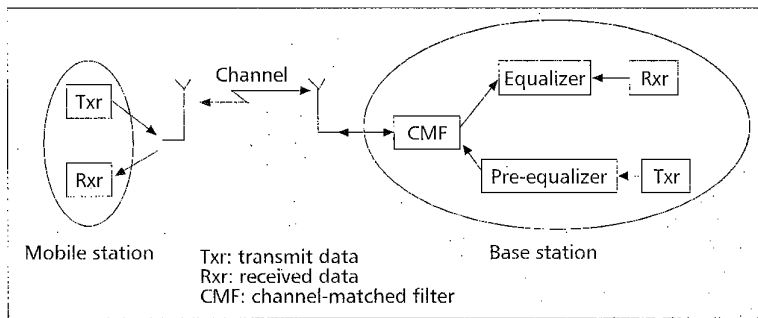 Channel
Txr
Equalizer
Rxr
CMF
Rxr
Pre-equalizer
Txr
Mobile station
Base station
Txr: transmit data
Rxr: received data
CMF: channel-matched filter